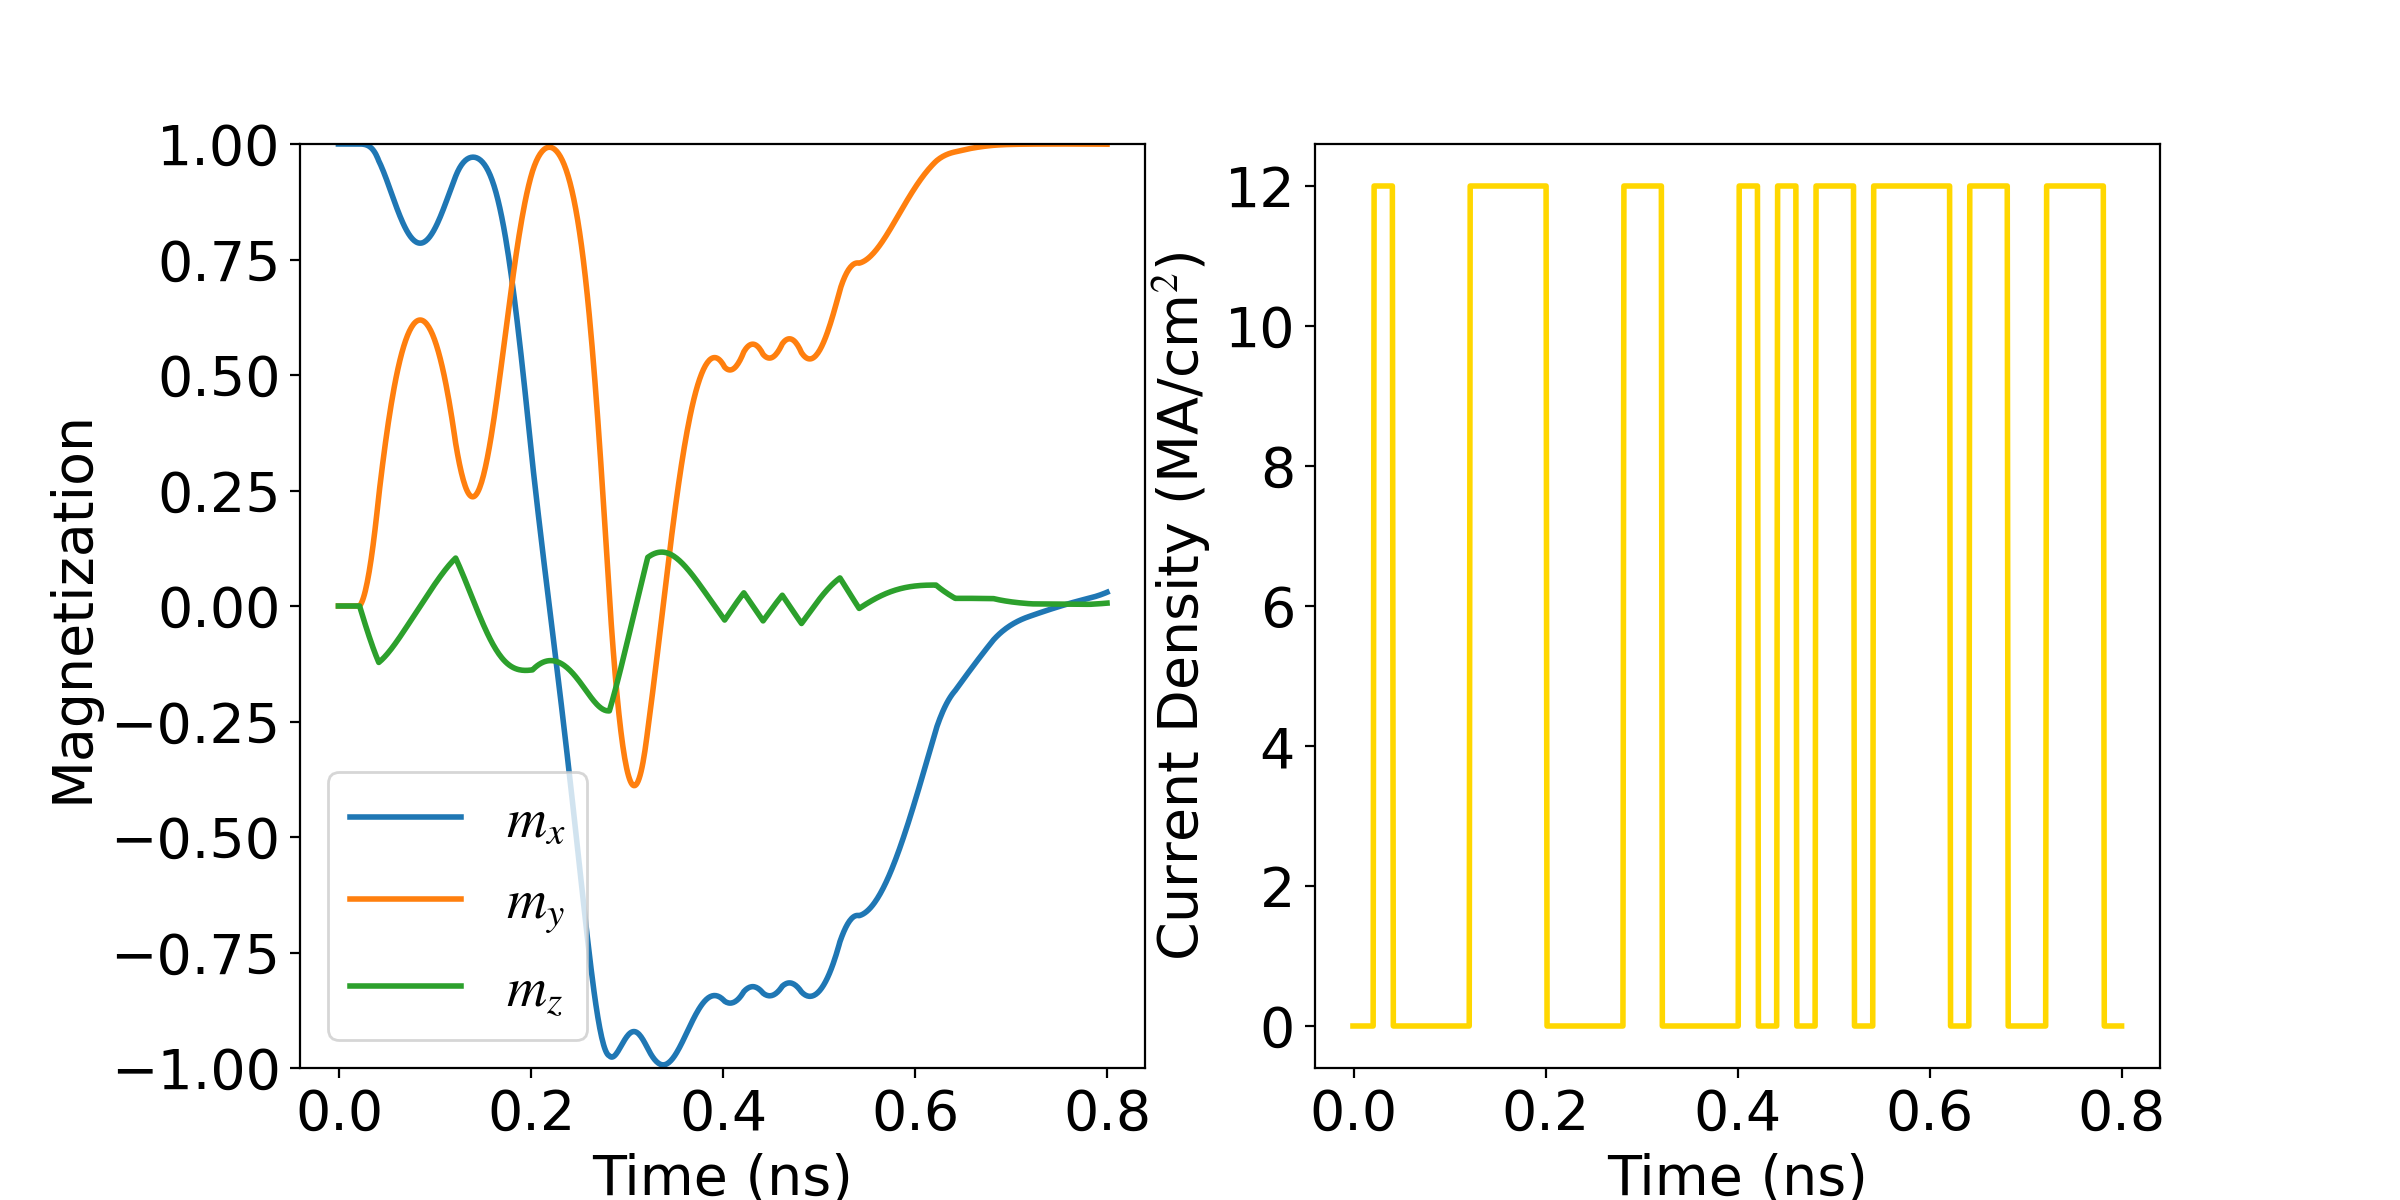 1.00
0.75
0.50
0.25
0.00
−0.25
−0.50
−0.75
−1.00
Magnetization
m_x
m_y
m_z
0.0 0.2 0.4 0.6 0.8
Time (ns)
12
10
8
6
4
2
0
Current Density (MA/cm²)
0.0 0.2 0.4 0.6 0.8
Time (ns)